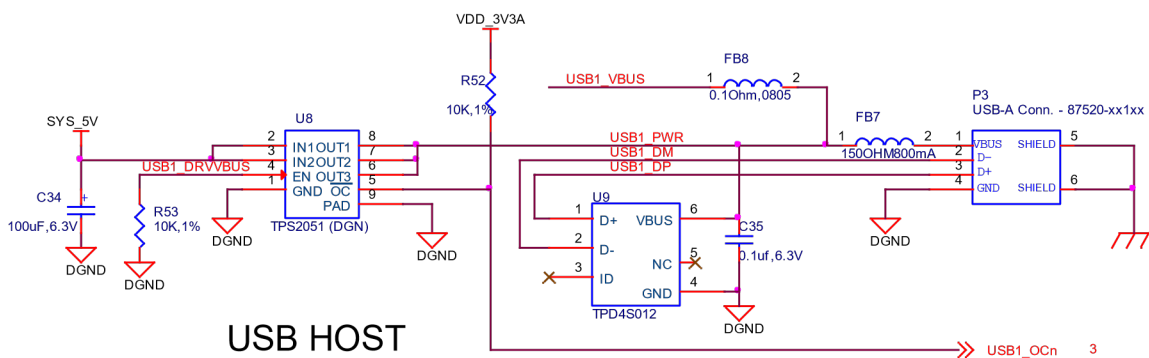 VDD_3V3A
FB8
USB1_VBUS
1
2
0.1Ohm,0805
R52
10K,1%
P3
USB-A Conn. - 87520-xx1xx
FB7
SYS_5V
U8
2 IN1 OUT1 8
3 IN2 OUT2 7
4 EN OUT3 6
1 GND OC 5
PAD 9
TPS2051 (DGN)
USB1_DRVVBUS
USB1_PWR
USB1_DM
USB1_DP
1
2
150OHM800mA
1 VBUS SHIELD 5
2 D-
3 D+
4 GND SHIELD 6
C34
+
100uF,6.3V
R53
10K,1%
DGND
DGND
DGND
DGND
DGND
U9
1 D+ VBUS 6
2 D-
NC 5
3 ID
GND 4
TPD4S012
C35
0.1uf,6.3V
DGND
USB HOST
USB1_OCn 3